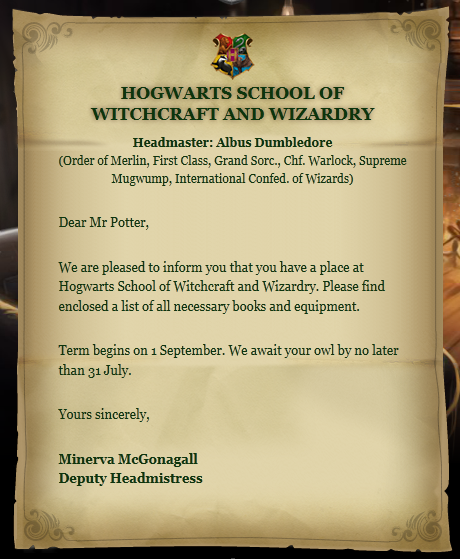 HOGWARTS SCHOOL OF
WITCHCRAFT AND WIZARDRY
Headmaster: Albus Dumbledore
(Order of Merlin, First Class, Grand Sorc., Chf. Warlock, Supreme
Mugwump, International Confed. of Wizards)
Dear Mr Potter,
We are pleased to inform you that you have a place at
Hogwarts School of Witchcraft and Wizardry. Please find
enclosed a list of all necessary books and equipment.
Term begins on 1 September. We await your owl by no later
than 31 July.
Yours sincerely,
Minerva McGonagall
Deputy Headmistress